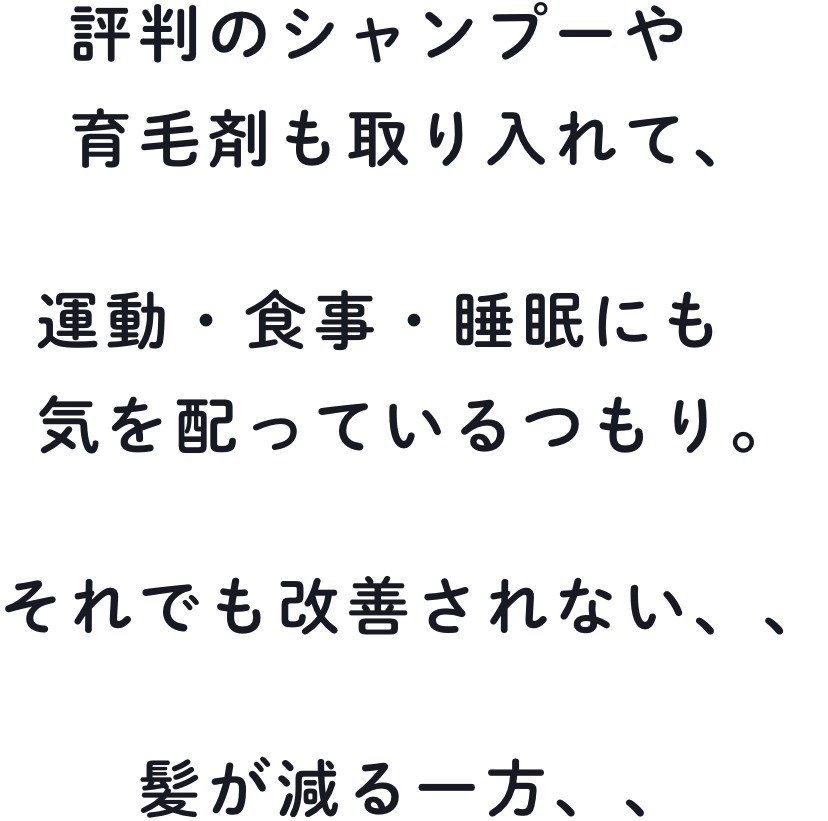 評判のシャンプーや
育毛剤も取り入れて、
運動・食事・睡眠にも
気を配っているつもり。
それでも改善されない、、
髪が減る一方、、